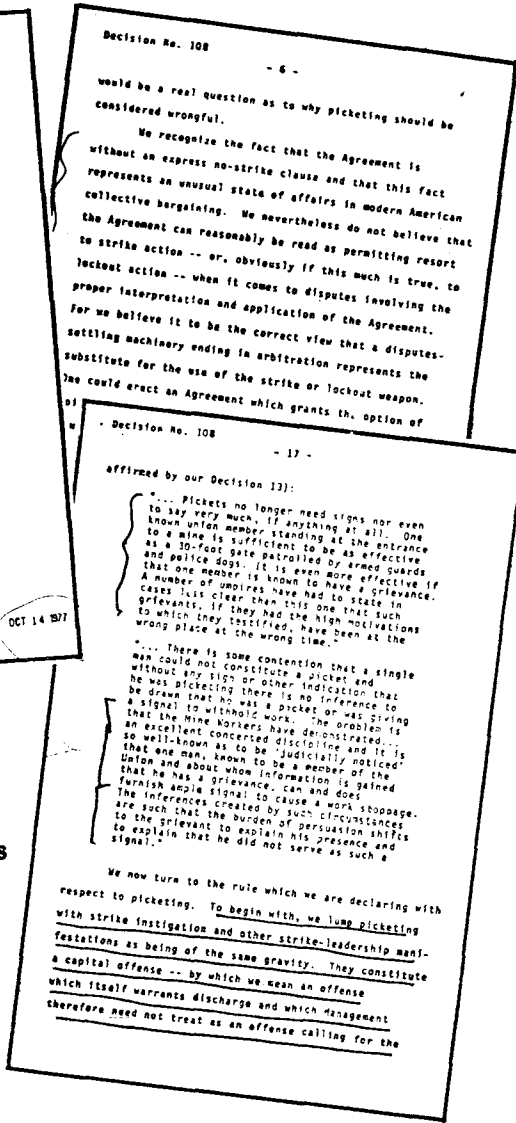 Decision No. 108
- 6 -
would be a real question as to why picketing should be
considered wrongful.
We recognize the fact that the Agreement is
without an express no-strike clause and that this fact
represents an unusual state of affairs in modern American
collective bargaining. We nevertheless do not believe that
the Agreement can reasonably be read as permitting resort
to strike action -- or, obviously if this much is true, to
lockout action -- when it comes to disputes involving the
proper interpretation and application of the Agreement.
For we believe it to be the correct view that a disputes-
settling machinery ending in arbitration represents the
substitute for the use of the strike or lockout weapon.
One could erect an Agreement which grants the option of
OCT 14 1977
- Decision No. 108
- 17 -
affirmed by our Decision 13):
"... Pickets no longer need signs nor even
to say very much, if anything at all. One
known union member standing at the entrance
to a mine is sufficient to be as effective
as a 30-foot gate patrolled by armed guards
and police dogs. It is even more effective if
that one member is known to have a grievance.
A number of umpires have had to state in
cases less clear than this one that such
grievants, if they had the high motivations
to which they testified, have been at the
wrong place at the wrong time."
"... There is some contention that a single
man could not constitute a picket and
without any sign or other indication that
he was picketing there is no inference to
be drawn that he was a picket or was giving
a signal to withhold work. The problem is
that the Mine Workers have demonstrated...
an excellent concerted discipline and it is
so well-known as to be 'judicially noticed'
that one man, known to be a member of the
Union and about whom information is gained
that he has a grievance, can and does
furnish ample signal to cause a work stoppage.
The inferences created by such circumstances
are such that the burden of persuasion shifts
to the grievant to explain his presence and
to explain that he did not serve as such a
signal."
We now turn to the rule which we are declaring with
respect to picketing. To begin with, we lump picketing
with strike instigation and other strike-leadership mani-
festations as being of the same gravity. They constitute
a capital offense -- by which we mean an offense
which itself warrants discharge and which Management
therefore need not treat as an offense calling for the